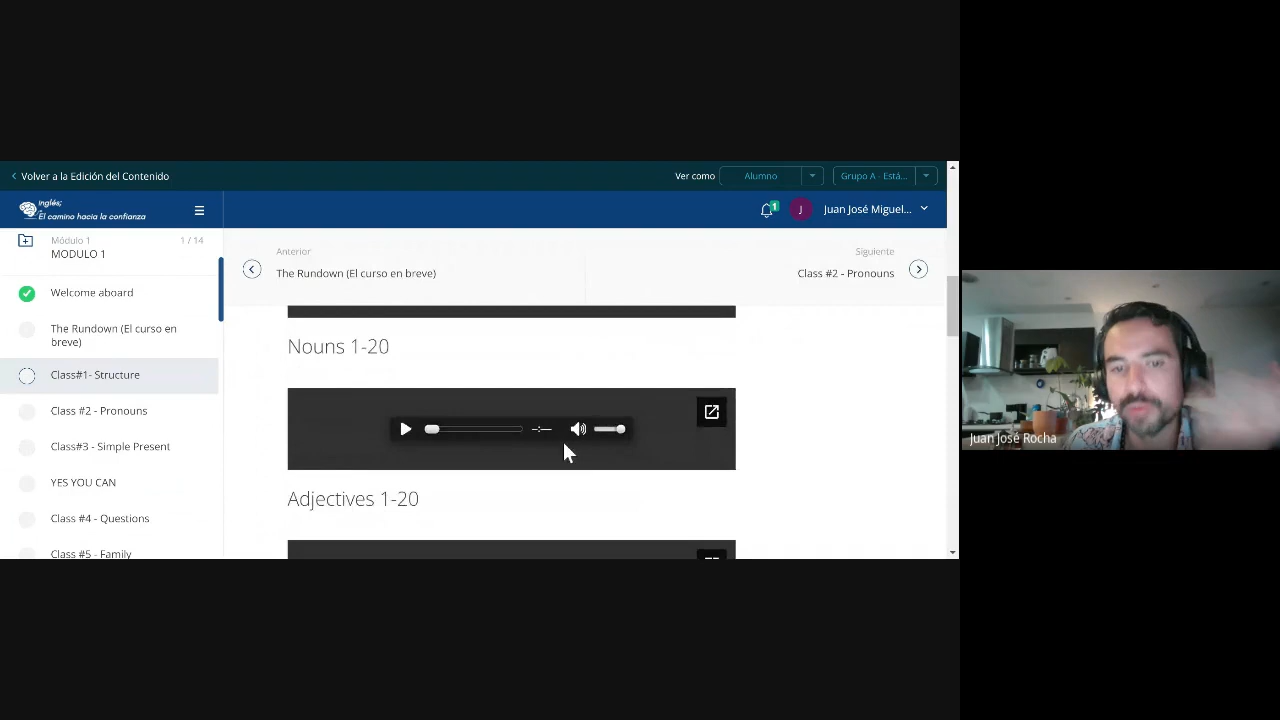 Volver a la Edición del Contenido
Ver como
Alumno
Grupo A - Está...
inglés;
El camino hacia la confianza
1
J
Juan José Miguel...
Módulo 1
1 / 14
MODULO 1
Anterior
The Rundown (El curso en breve)
Siguiente
Class #2 - Pronouns
Welcome aboard
The Rundown (El curso en
breve)
Class#1- Structure
Class #2 - Pronouns
Class#3 - Simple Present
YES YOU CAN
Class #4 - Questions
Class #5 - Family
Nouns 1-20
--:--
Adjectives 1-20
Juan José Rocha